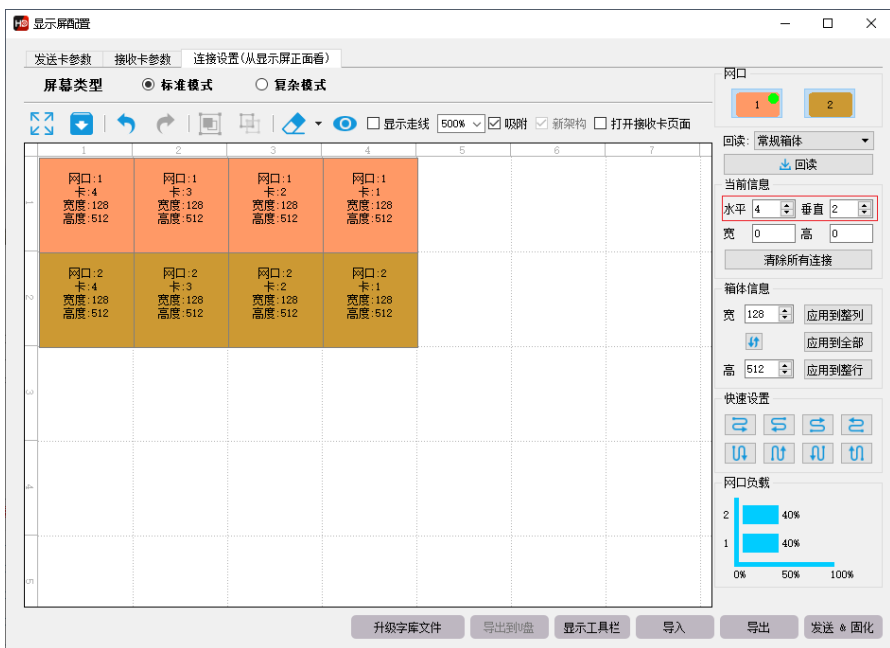 HD 显示屏配置
发送卡参数 接收卡参数 连接设置(从显示屏正面看)
屏幕类型 标准模式 复杂模式
显示走线 500% 吸附 新架构 打开接收卡页面
1 2 3 4 5 6 7
网口:1 网口:1 网口:1 网口:1
卡:4 卡:3 卡:2 卡:1
宽度:128 宽度:128 宽度:128 宽度:128
高度:512 高度:512 高度:512 高度:512
1
网口:2 网口:2 网口:2 网口:2
卡:4 卡:3 卡:2 卡:1
宽度:128 宽度:128 宽度:128 宽度:128
高度:512 高度:512 高度:512 高度:512
2
3
4
5
网口
1 2
回读: 常规箱体
回读
当前信息
水平 4 垂直 2
宽 0 高 0
清除所有连接
箱体信息
宽 128 应用到整列
应用到全部
高 512 应用到整行
快速设置
网口负载
2 40%
1 40%
0% 50% 100%
升级字库文件 导出到U盘 显示工具栏 导入 导出 发送 & 固化